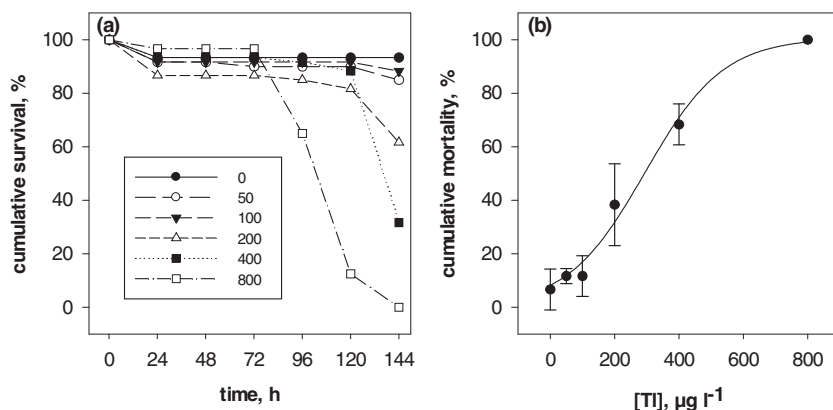 (a)
cumulative survival, %
100
80
60
40
20
0
0
50
100
200
400
800
0 24 48 72 96 120 144
time, h
(b)
cumulative mortality, %
100
80
60
40
20
0
0 200 400 600 800
[Tl], µg l⁻¹